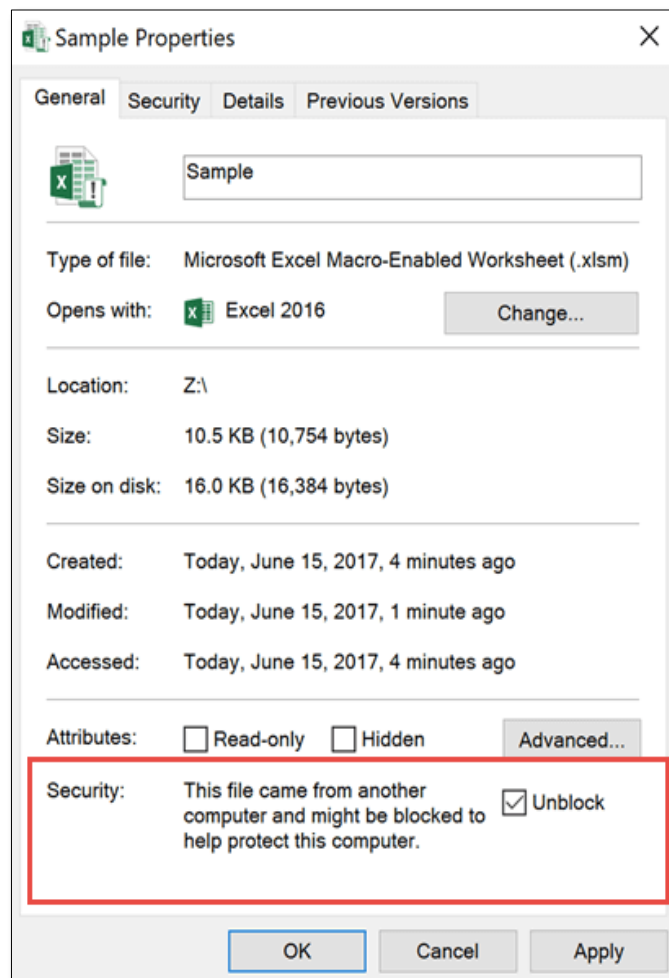 Sample Properties
General Security Details Previous Versions
Sample
Type of file: Microsoft Excel Macro-Enabled Worksheet (.xlsm)
Opens with: Excel 2016 Change...
Location: Z:\
Size: 10.5 KB (10,754 bytes)
Size on disk: 16.0 KB (16,384 bytes)
Created: Today, June 15, 2017, 4 minutes ago
Modified: Today, June 15, 2017, 1 minute ago
Accessed: Today, June 15, 2017, 4 minutes ago
Attributes: Read-only Hidden Advanced...
Security: This file came from another
computer and might be blocked to Unblock
help protect this computer.
OK Cancel Apply